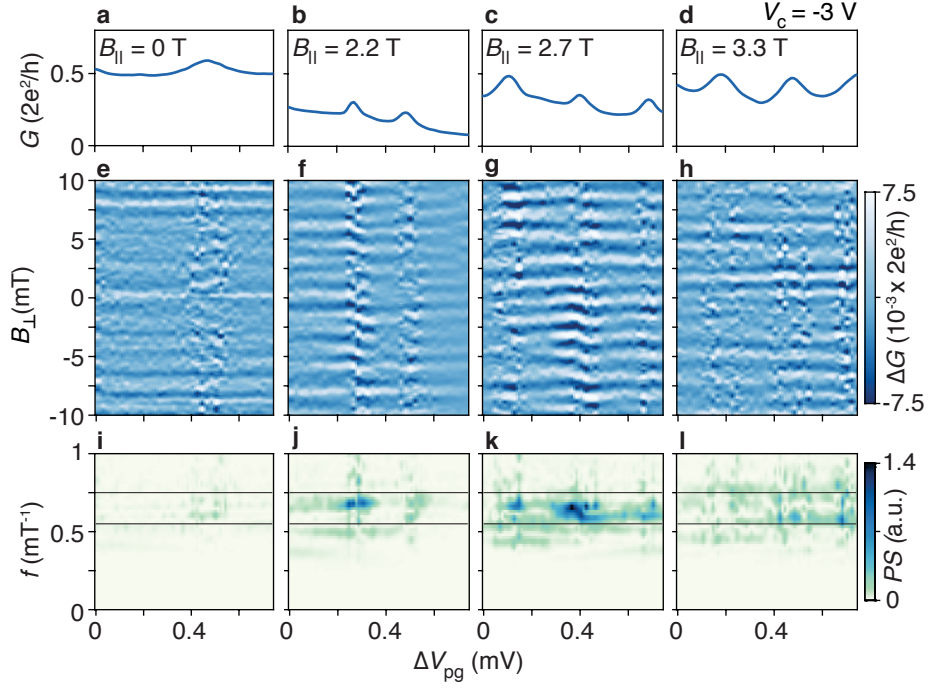 a b c d V_c = -3 V
B_|| = 0 T B_|| = 2.2 T B_|| = 2.7 T B_|| = 3.3 T
G (2e²/h)
0.5
0
e f g h
B_⊥(mT)
10
5
0
-5
-10
7.5
ΔG (10⁻³ x 2e²/h)
-7.5
i j k l
f (mT⁻¹)
1
0.5
0
1.4
PS (a.u.)
0
0 0.4 0 0.4 0 0.4 0 0.4
ΔV_pg (mV)